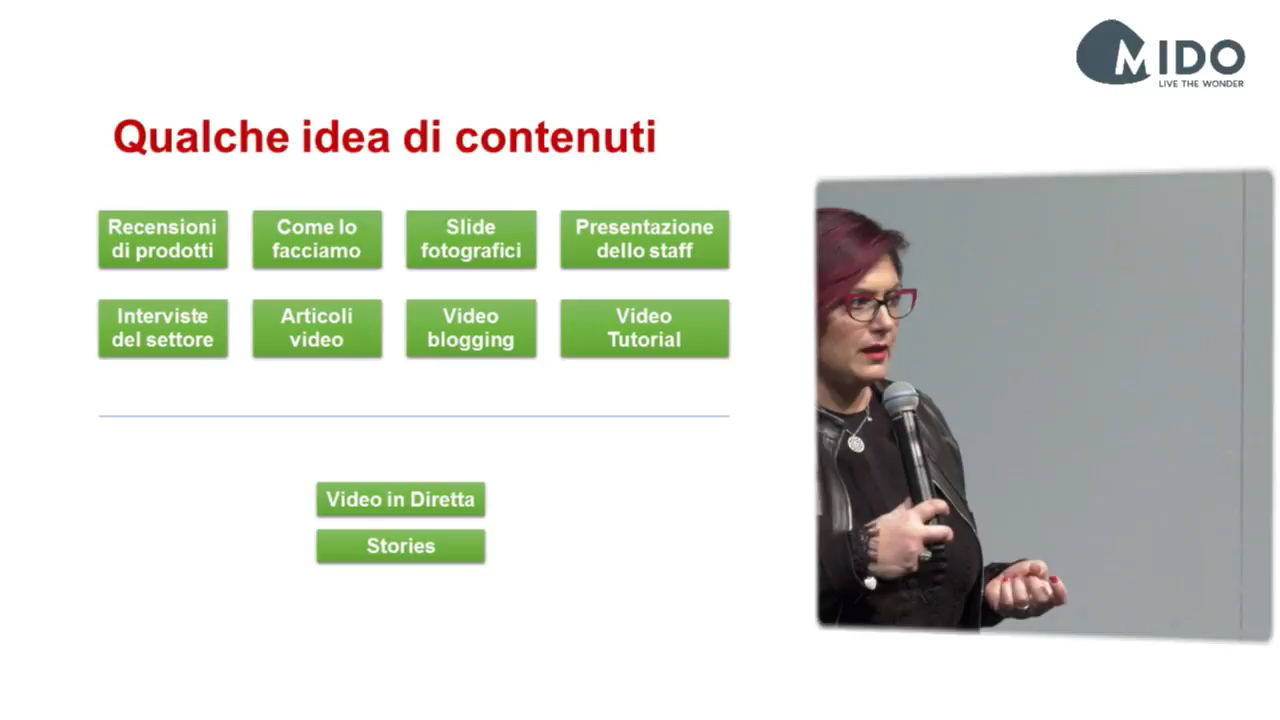 MIDO
LIVE THE WONDER
Qualche idea di contenuti
Recensioni
di prodotti
Come lo
facciamo
Slide
fotografici
Presentazione
dello staff
Interviste
del settore
Articoli
video
Video
blogging
Video
Tutorial
Video in Diretta
Stories